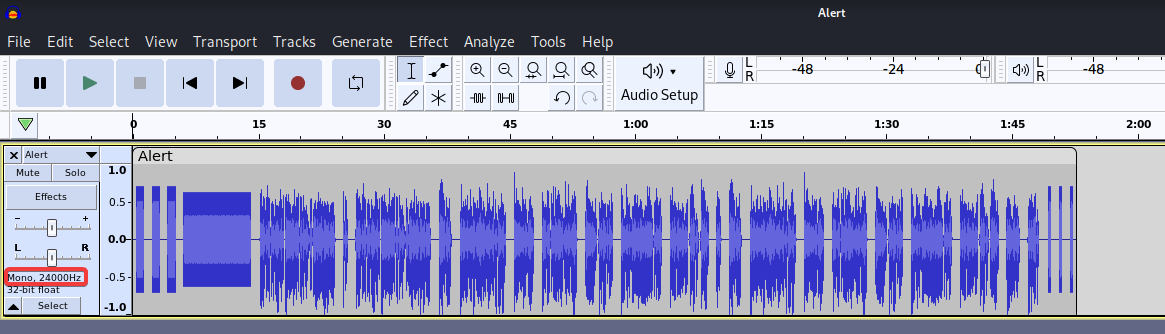 Alert
File Edit Select View Transport Tracks Generate Effect Analyze Tools Help
L
R
-48 -24 0
L
R
-48
Audio Setup
0 15 30 45 1:00 1:15 1:30 1:45 2:00
Alert
Mute Solo
Effects
- +
L R
Mono, 24000Hz
32-bit float
Select
1.0
0.5-
0.0-
-0.5-
-1.0
Alert